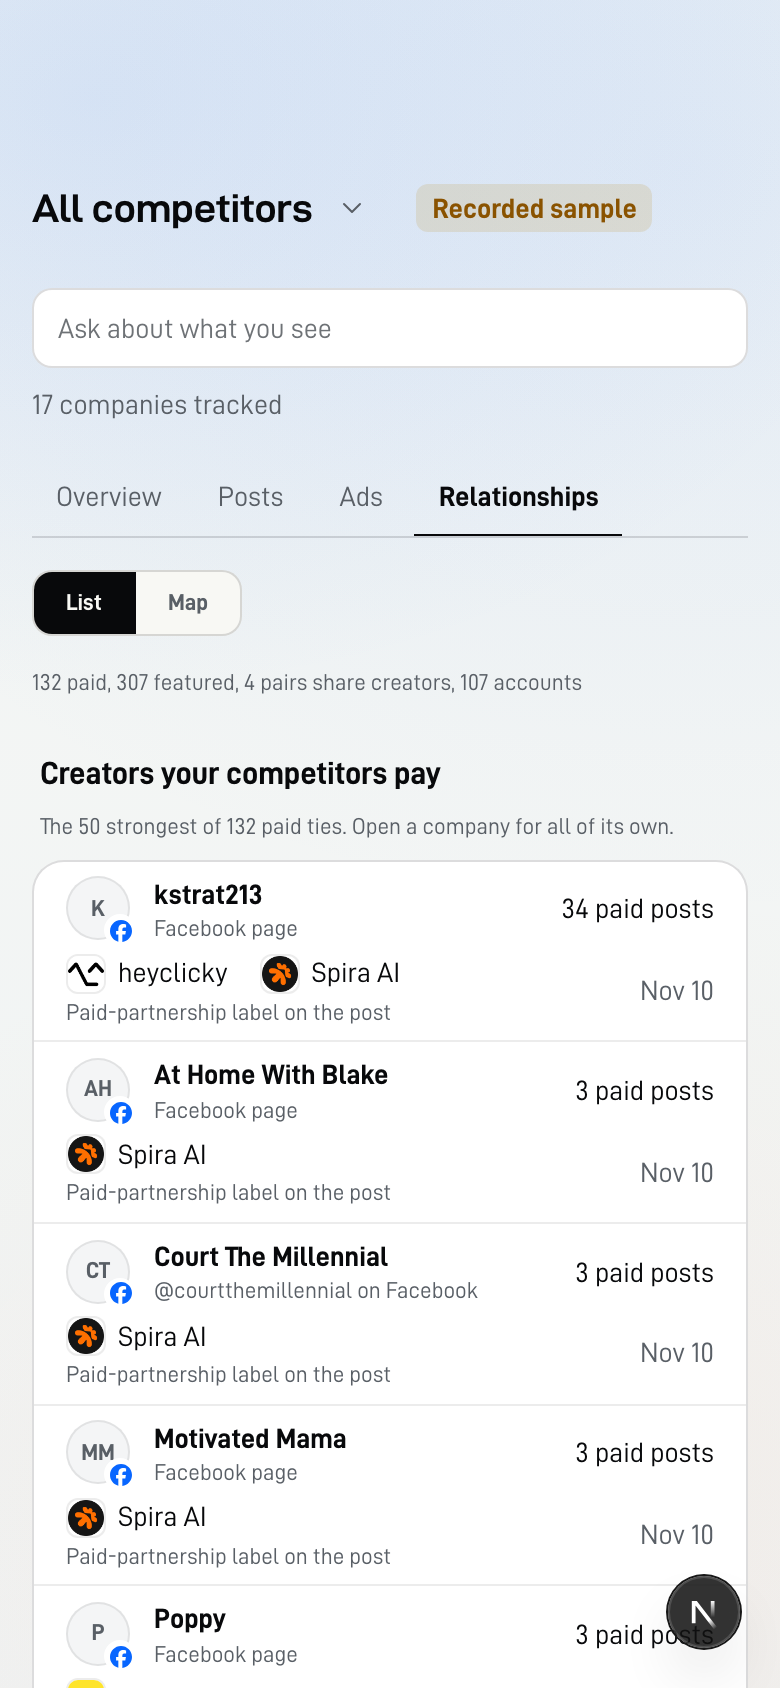 All competitors
Recorded sample
Ask about what you see
17 companies tracked
Overview Posts Ads Relationships
List Map
132 paid, 307 featured, 4 pairs share creators, 107 accounts
Creators your competitors pay
The 50 strongest of 132 paid ties. Open a company for all of its own.
K
kstrat213
Facebook page
34 paid posts
heyclicky Spira AI
Paid-partnership label on the post
Nov 10
AH
At Home With Blake
Facebook page
3 paid posts
Spira AI
Paid-partnership label on the post
Nov 10
CT
Court The Millennial
@courtthemillennial on Facebook
3 paid posts
Spira AI
Paid-partnership label on the post
Nov 10
MM
Motivated Mama
Facebook page
3 paid posts
Spira AI
Paid-partnership label on the post
Nov 10
P
Poppy
Facebook page
3 paid posts
N